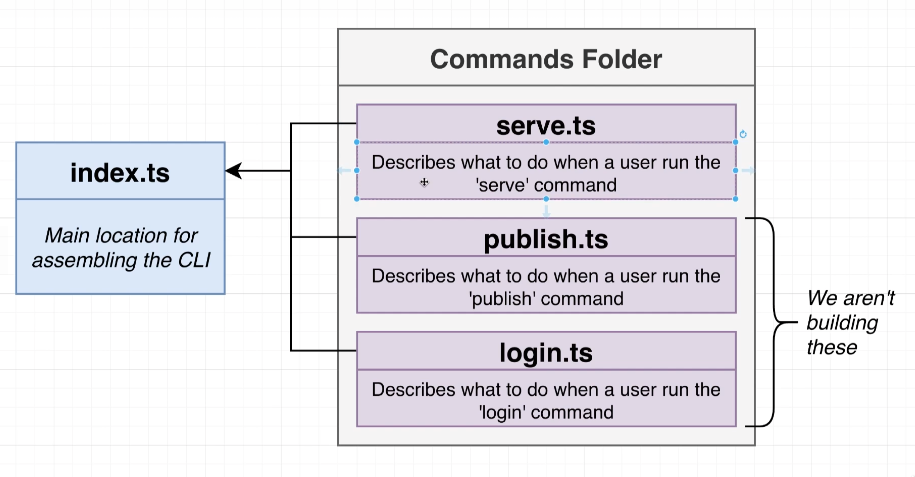 Commands Folder
serve.ts
Describes what to do when a user run the
'serve' command
index.ts
Main location for
assembling the CLI
publish.ts
Describes what to do when a user run the
'publish' command
login.ts
Describes what to do when a user run the
'login' command
We aren't
building
these